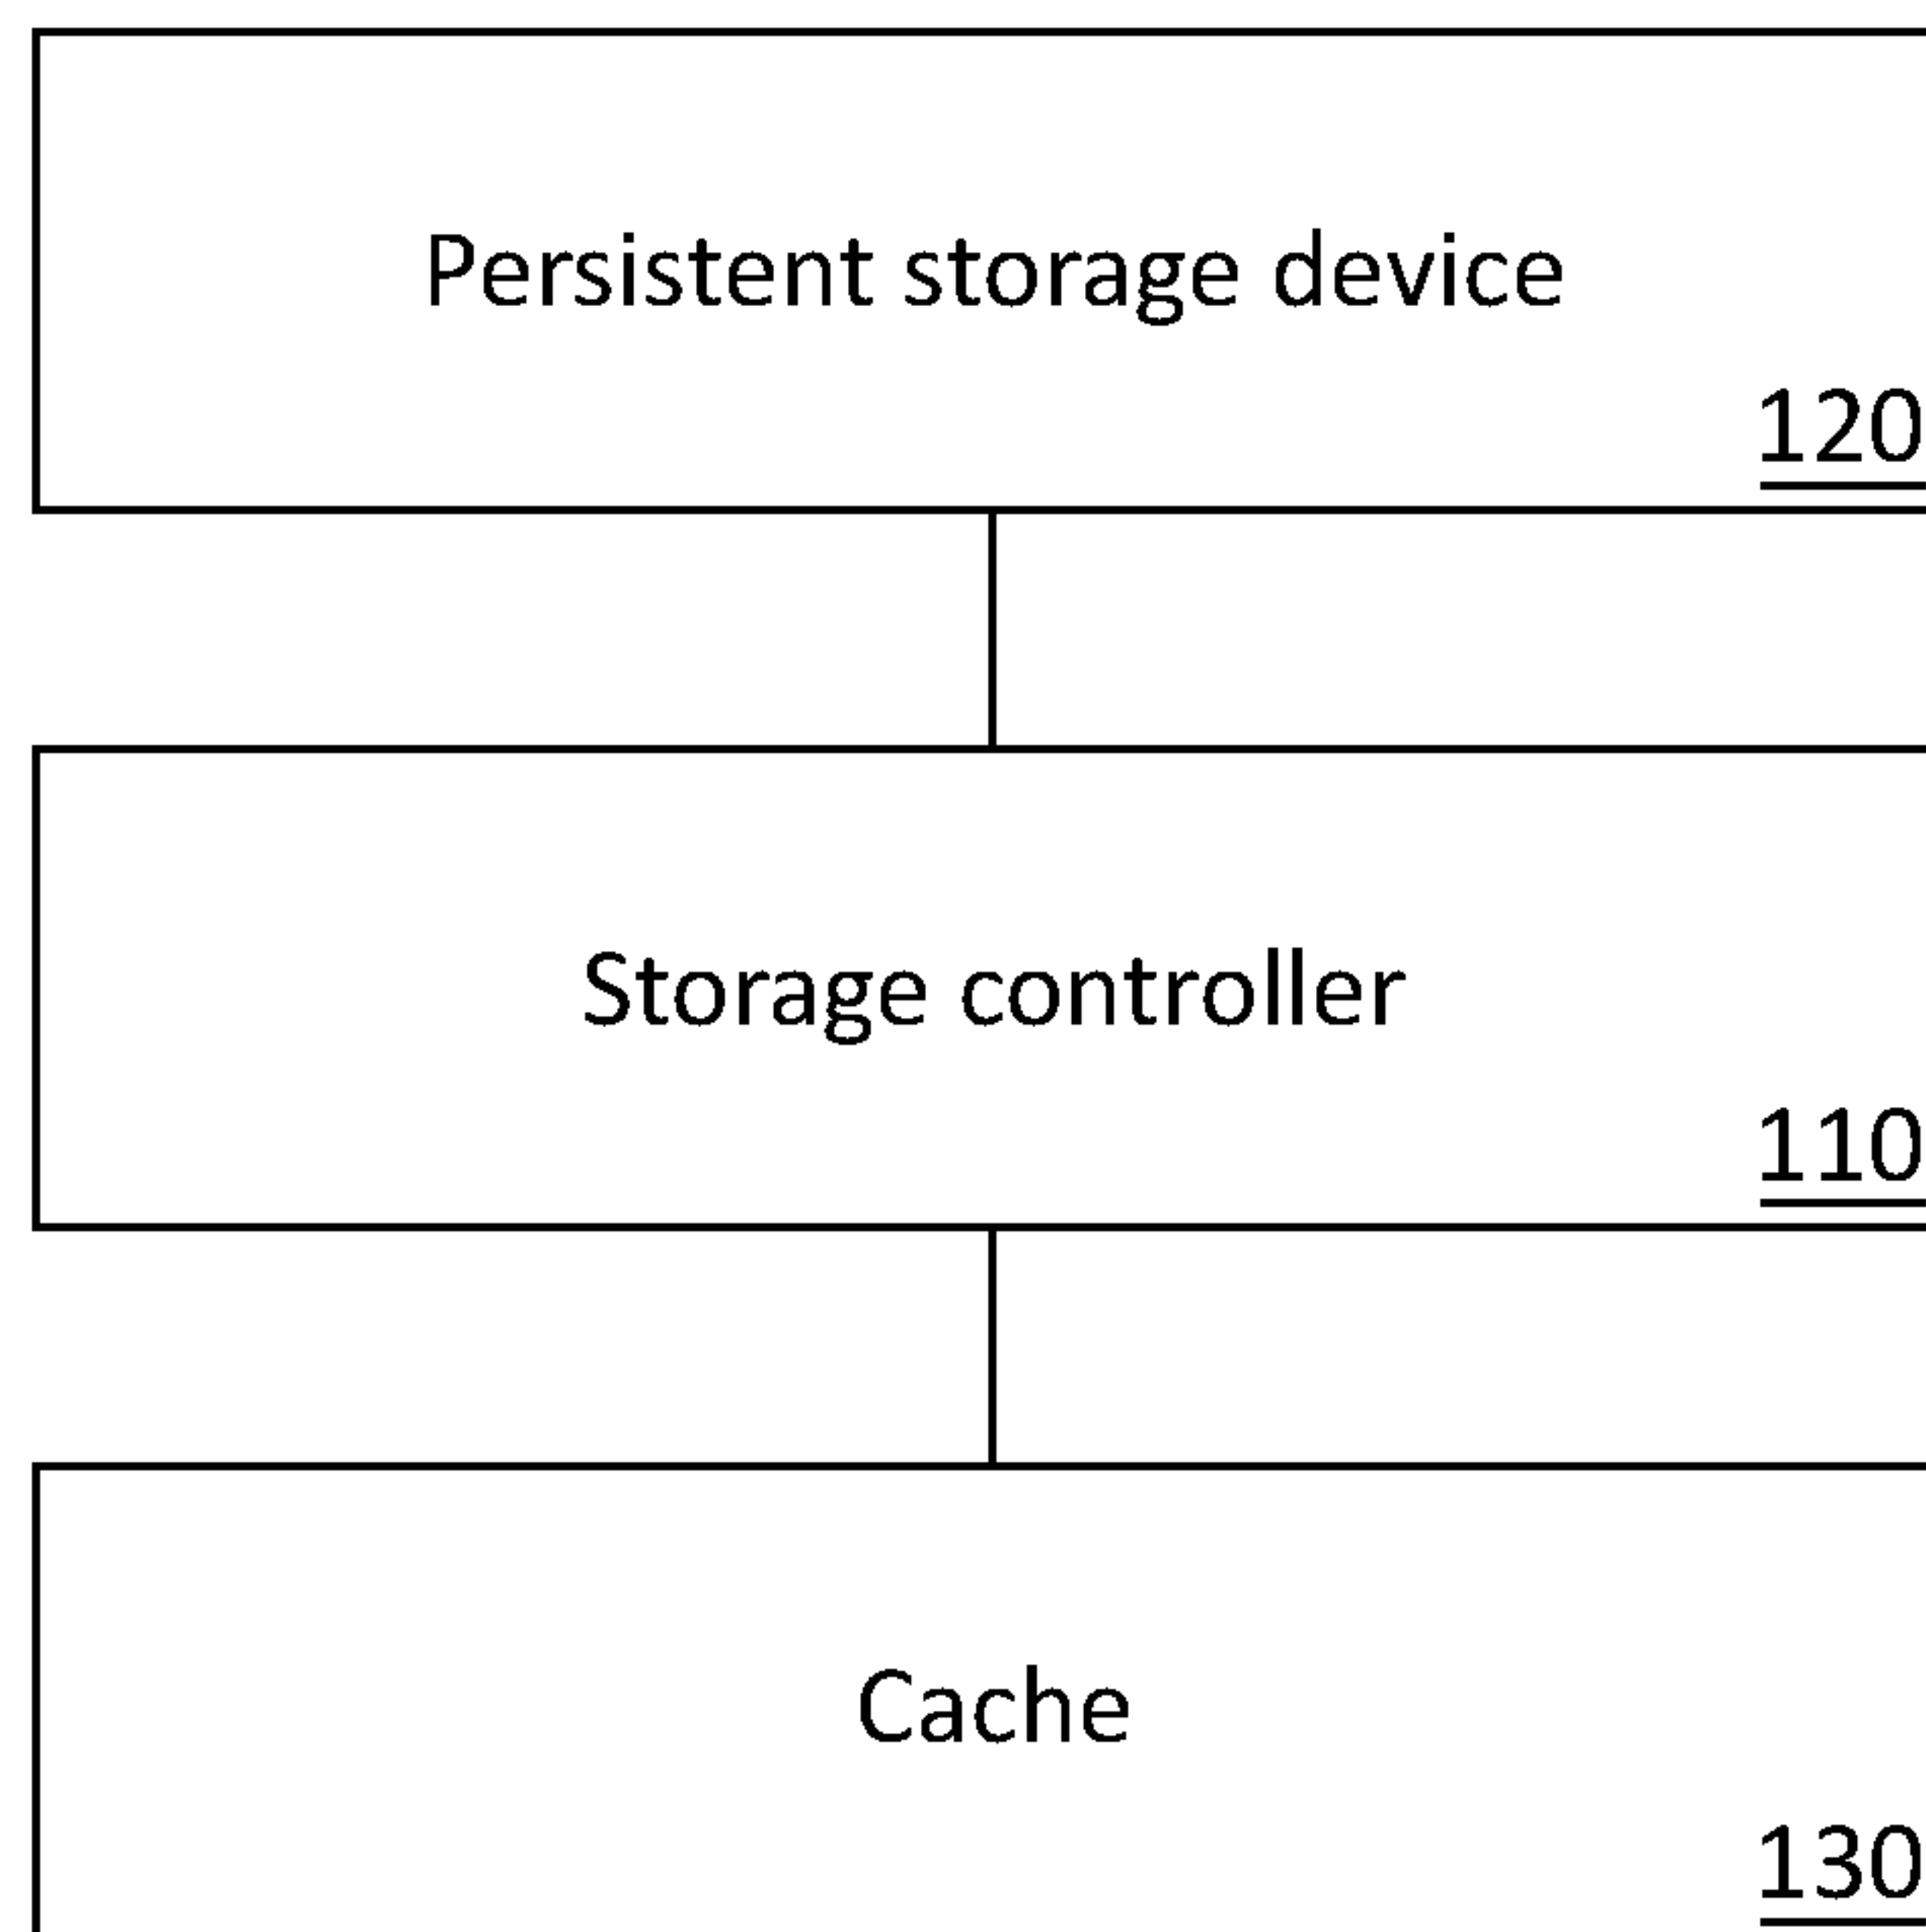 Persistent storage device
120
Storage controller
110
Cache
130